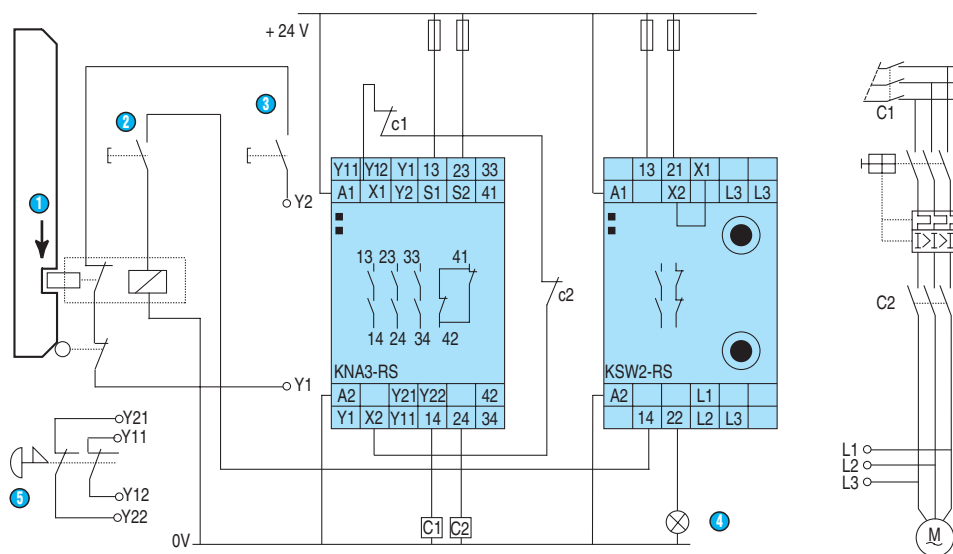 + 24 V
C1
1
2
3
c1
Y2
Y11 Y12 Y1 13 23 33
A1 X1 Y2 S1 S2 41
13 21 X1
A1 X2 L3 L3
13 23 33 41
14 24 34 42
c2
C2
KNA3-RS
KSW2-RS
Y1
A2 Y21 Y22 42
Y1 X2 Y11 14 24 34
A2 L1
14 22 L2 L3
Y21
Y11
Y12
Y22
5
L1
L2
L3
C1 C2
4
0V
M